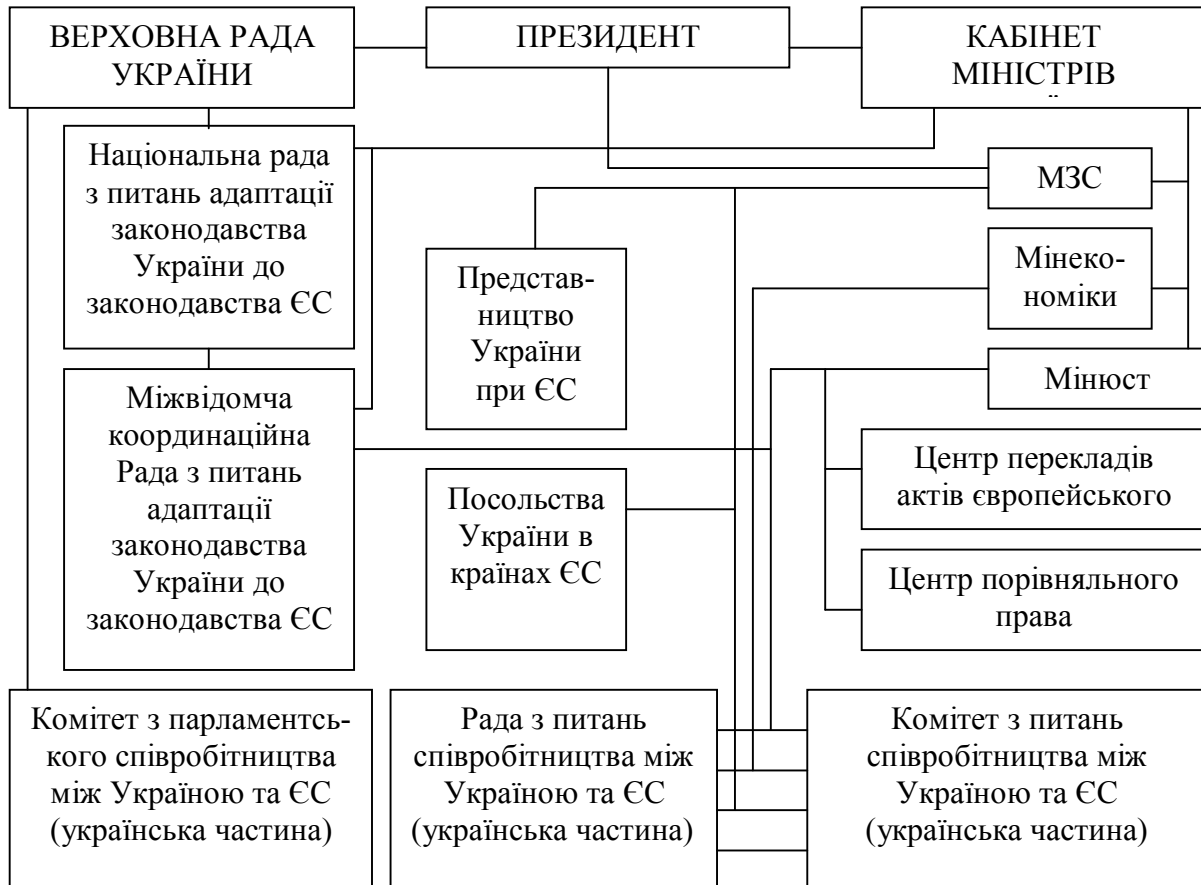 ВЕРХОВНА РАДА
УКРАЇНИ
ПРЕЗИДЕНТ
КАБІНЕТ
МІНІСТРІВ
Національна рада
з питань адаптації
законодавства
України до
законодавства ЄС
МЗС
Представ-
ництво
України
при ЄС
Мінеко-
номіки
Міжвідомча
координаційна
Рада з питань
адаптації
законодавства
України до
законодавства ЄС
Мінюст
Посольства
України в
країнах ЄС
Центр перекладів
актів європейського
Центр порівняльного
права
Комітет з парламентсь-
кого співробітництва
між Україною та ЄС
(українська частина)
Рада з питань
співробітництва між
Україною та ЄС
(українська частина)
Комітет з питань
співробітництва між
Україною та ЄС
(українська частина)